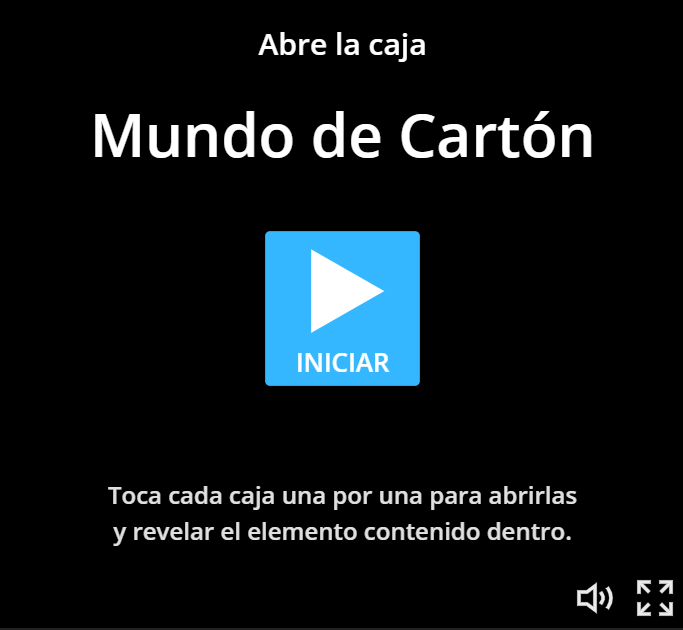 Abre la caja
Mundo de Cartón
INICIAR
Toca cada caja una por una para abrirlas
y revelar el elemento contenido dentro.